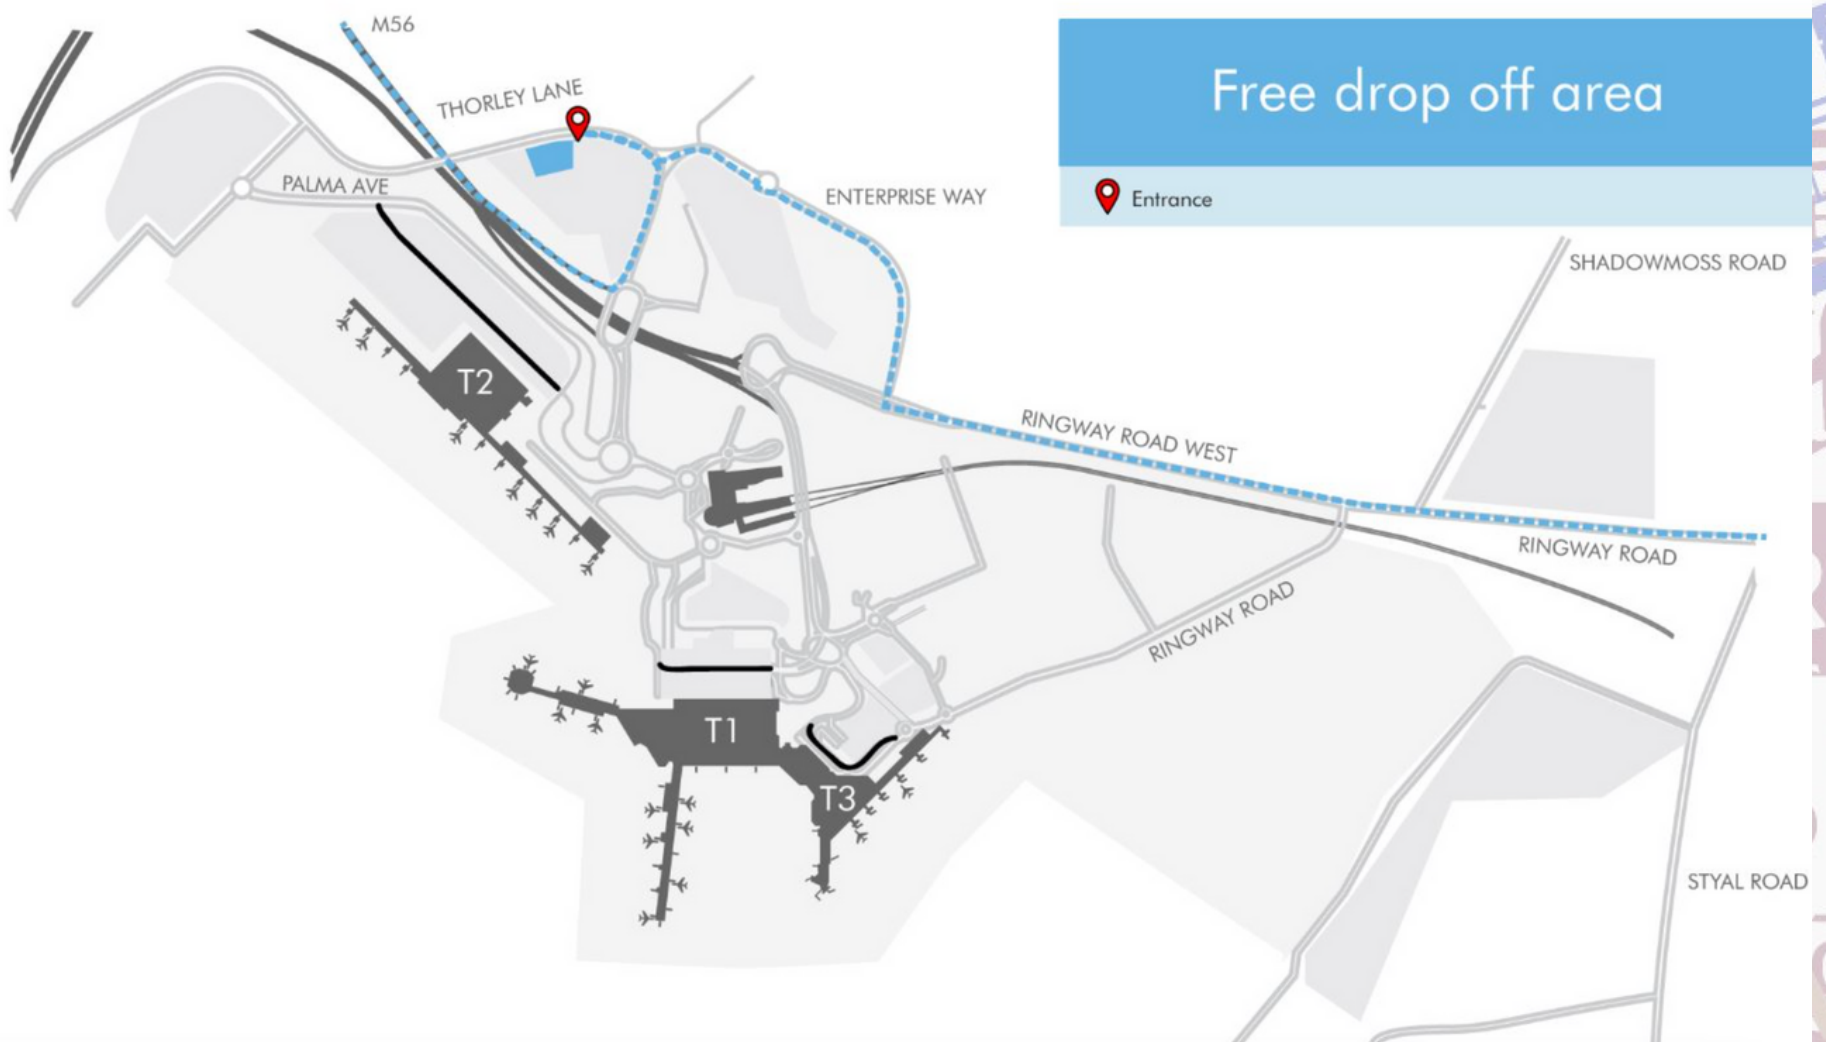 M56
THORLEY LANE
Free drop off area
PALMA AVE
ENTERPRISE WAY
Entrance
SHADOWMOSS ROAD
T2
RINGWAY ROAD WEST
RINGWAY ROAD
RINGWAY ROAD
T1
T3
STYAL ROAD